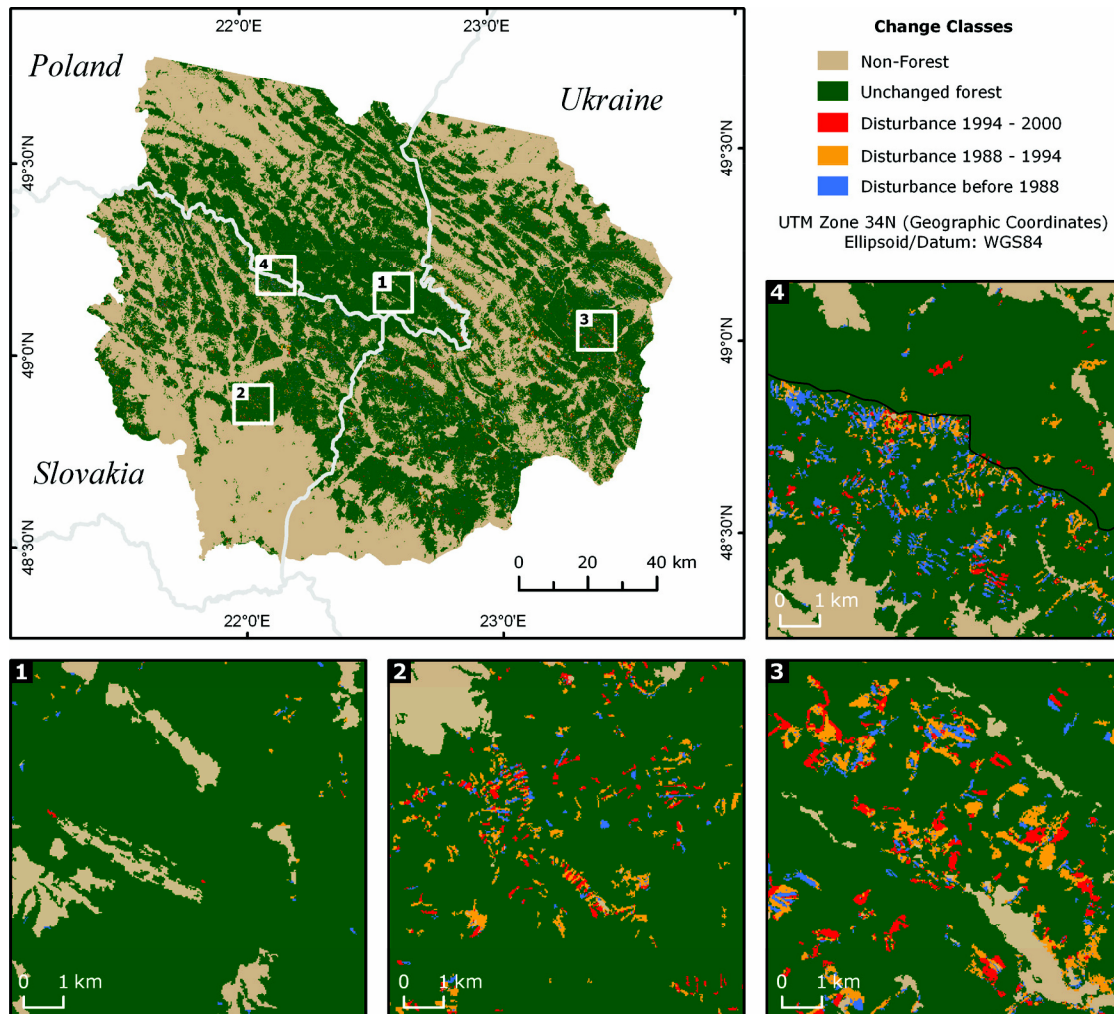 22°0'E
23°0'E
Poland
Ukraine
Slovakia
49°30'N
49°0'N
48°30'N
49°30'N
49°0'N
48°30'N
4
1
3
2
0 20 40 km
22°0'E
23°0'E
Change Classes
Non-Forest
Unchanged forest
Disturbance 1994 - 2000
Disturbance 1988 - 1994
Disturbance before 1988
UTM Zone 34N (Geographic Coordinates)
Ellipsoid/Datum: WGS84
4
0 1 km
1
0 1 km
2
0 1 km
3
0 1 km